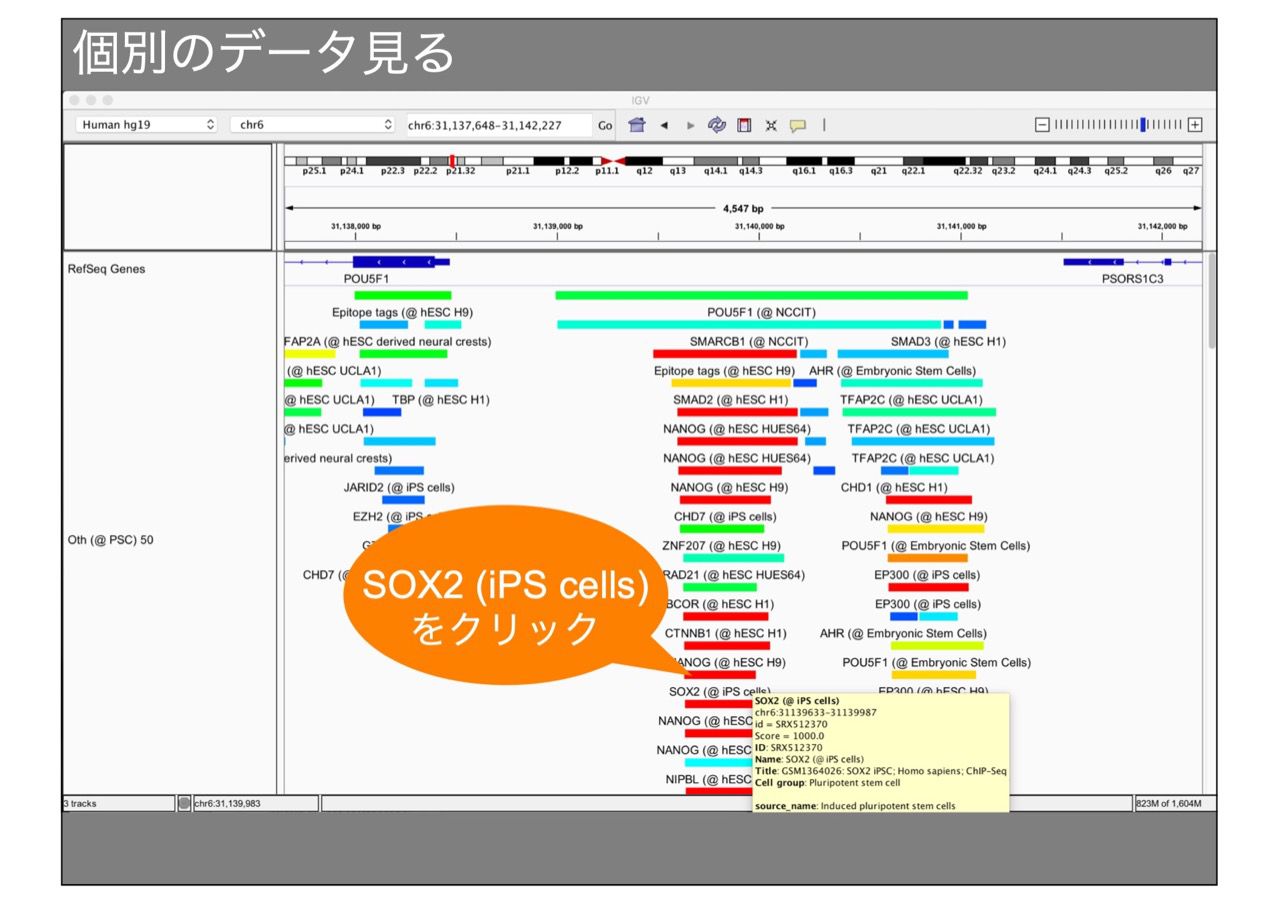 個別のデータ見る
IGV
Human hg19 chr6 chr6:31,137,648-31,142,227 Go
p25.1 p24.1 p22.3 p22.2 p21.32 p21.1 p12.2 p11.1 q12 q13 q14.1 q14.3 q16.1 q16.3 q21 q22.1 q22.32 q23.2 q24.1 q24.3 q25.2 q26 q27
4,547 bp
31,138,000 bp 31,139,000 bp 31,140,000 bp 31,141,000 bp 31,142,000 bp
RefSeq Genes
POU5F1 PSORS1C3
Epitope tags (@ hESC H9) POU5F1 (@ NCCIT)
FAP2A (@ hESC derived neural crests) SMARCB1 (@ NCCIT) SMAD3 (@ hESC H1)
(@ hESC UCLA1) Epitope tags (@ hESC H9) AHR (@ Embryonic Stem Cells)
@ hESC UCLA1) TBP (@ hESC H1) SMAD2 (@ hESC H1) TFAP2C (@ hESC UCLA1)
@ hESC UCLA1) NANOG (@ hESC HUES64) TFAP2C (@ hESC UCLA1)
erived neural crests) NANOG (@ hESC HUES64) TFAP2C (@ hESC UCLA1)
JARID2 (@ iPS cells) NANOG (@ hESC H9) CHD1 (@ hESC H1)
EZH2 (@ iPS CHD7 (@ iPS cells) NANOG (@ hESC H9)
Oth (@ PSC) 50 ZNF207 (@ hESC H9) POU5F1 (@ Embryonic Stem Cells)
CHD7 (@ RAD21 (@ hESC HUES64) EP300 (@ iPS cells)
SOX2 (iPS cells)
をクリック
BCOR (@ hESC H1) EP300 (@ iPS cells)
CTNNB1 (@ hESC H1) AHR (@ Embryonic Stem Cells)
NANOG (@ hESC H9) POU5F1 (@ Embryonic Stem Cells)
SOX2 (@ iPS cells) EP300 (@ hESC H9)
NANOG (@ hESC
NANOG (@ hESC
NIPBL (@ hESC
SOX2 (@ iPS cells)
chr6:31139633-31139987
id = SRX512370
Score = 1000.0
ID: SRX512370
Name: SOX2 (@ iPS cells)
Title: GSM1364026: SOX2 iPSC; Homo sapiens; ChIP-Seq
Cell group: Pluripotent stem cell
source_name: Induced pluripotent stem cells
3 tracks chr6:31,139,983 823M of 1,604M